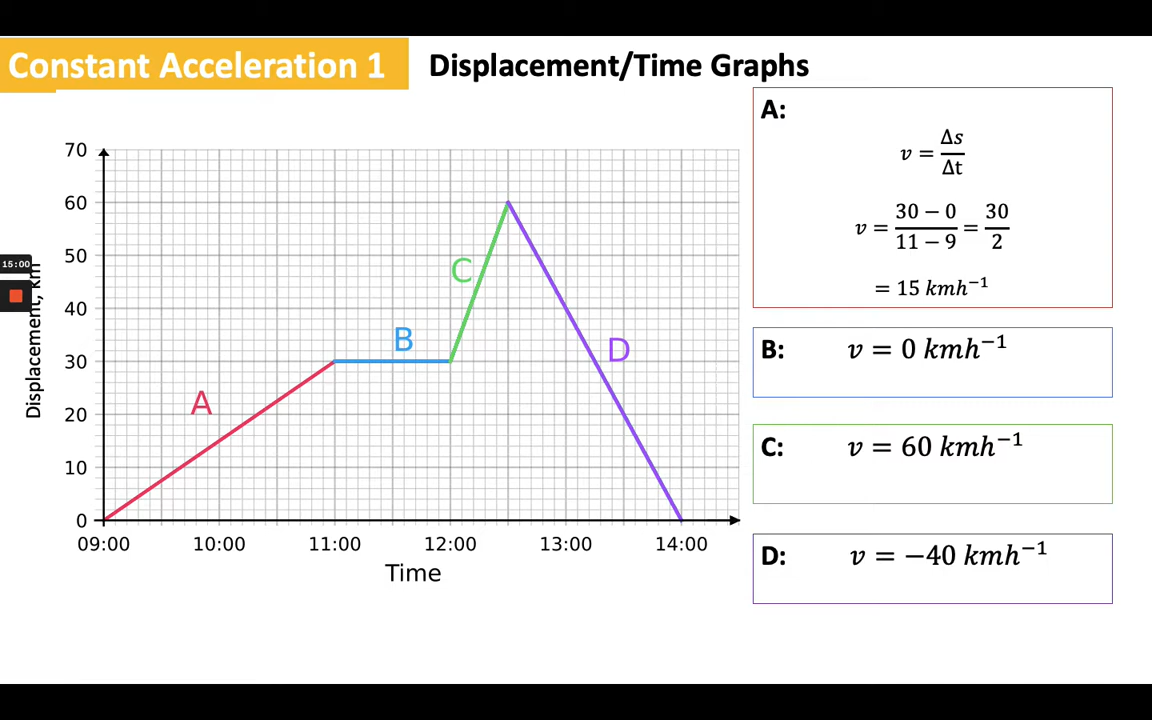 Constant Acceleration 1
Displacement/Time Graphs
70
60
50
40
30
20
10
0
Displacement, km
15:00
A
B
C
D
09:00 10:00 11:00 12:00 13:00 14:00
Time
A:
v = Δs/Δt
v = (30 − 0)/(11 − 9) = 30/2
= 15 kmh⁻¹
B: v = 0 kmh⁻¹
C: v = 60 kmh⁻¹
D: v = −40 kmh⁻¹